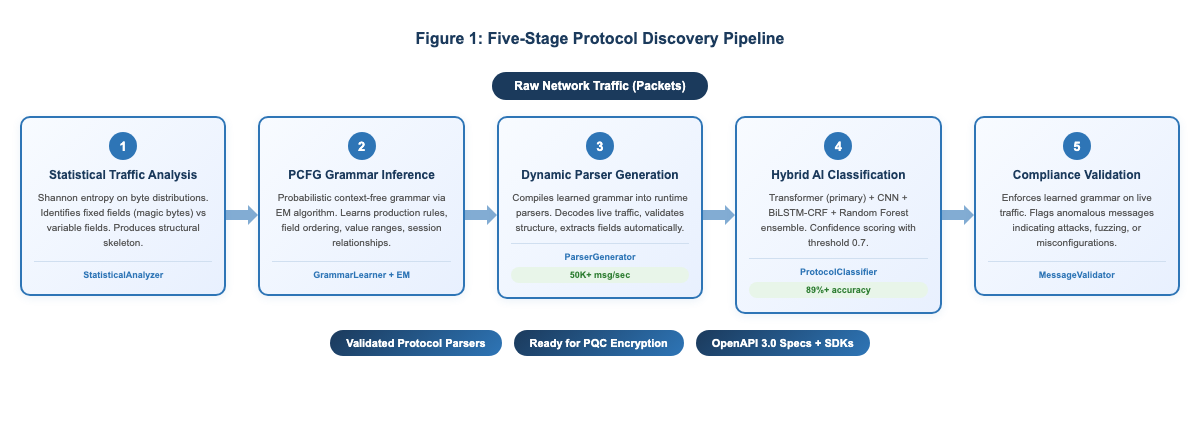 Figure 1: Five-Stage Protocol Discovery Pipeline
Raw Network Traffic (Packets)
1
Statistical Traffic Analysis
Shannon entropy on byte distributions.
Identifies fixed fields (magic bytes) vs
variable fields. Produces structural
skeleton.
StatisticalAnalyzer
2
PCFG Grammar Inference
Probabilistic context-free grammar via
EM algorithm. Learns production rules,
field ordering, value ranges, session
relationships.
GrammarLearner + EM
3
Dynamic Parser Generation
Compiles learned grammar into runtime
parsers. Decodes live traffic, validates
structure, extracts fields automatically.
ParserGenerator
50K+ msg/sec
4
Hybrid AI Classification
Transformer (primary) + CNN +
BiLSTM-CRF + Random Forest
ensemble. Confidence scoring with
threshold 0.7.
ProtocolClassifier
89%+ accuracy
5
Compliance Validation
Enforces learned grammar on live
traffic. Flags anomalous messages
indicating attacks, fuzzing, or
misconfigurations.
MessageValidator
Validated Protocol Parsers
Ready for PQC Encryption
OpenAPI 3.0 Specs + SDKs